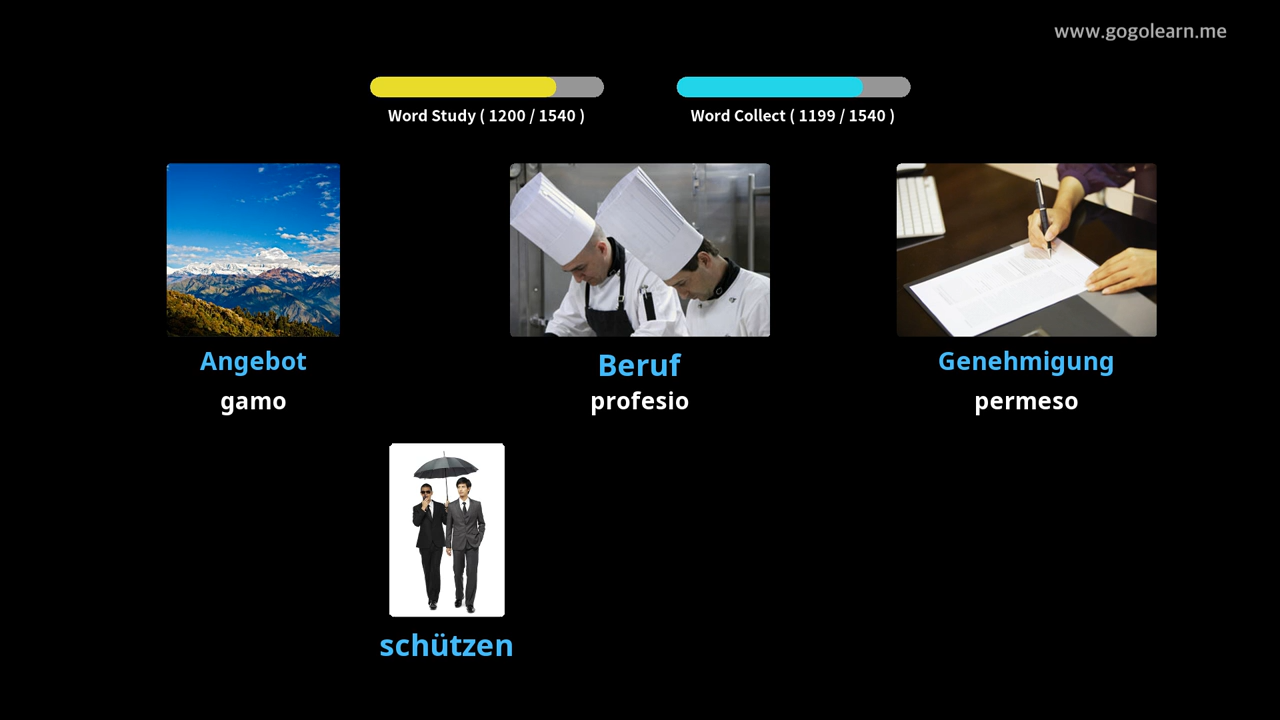 www.gogolearn.me
Word Study ( 1200 / 1540 )
Word Collect ( 1199 / 1540 )
Angebot
gamo
Beruf
profesio
Genehmigung
permeso
schützen